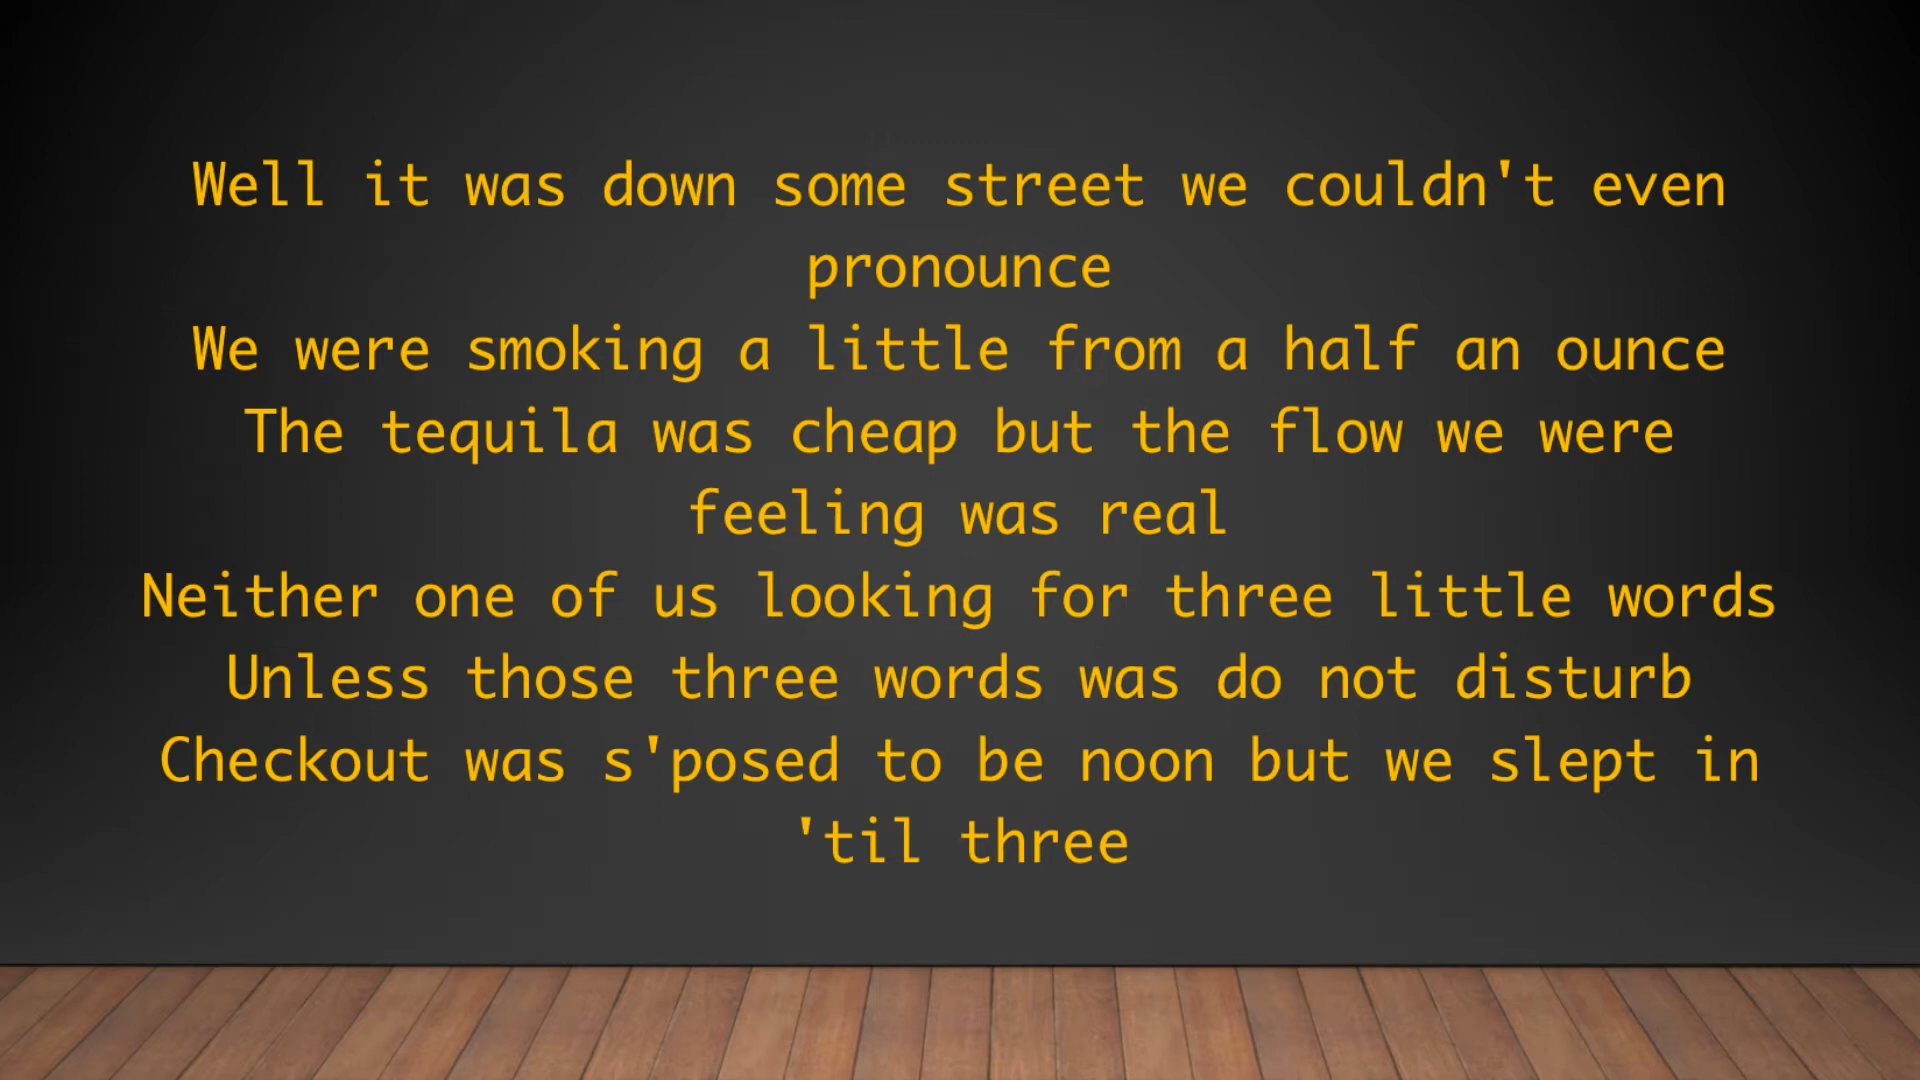 Well it was down some street we couldn't even
pronounce
We were smoking a little from a half an ounce
The tequila was cheap but the flow we were
feeling was real
Neither one of us looking for three little words
Unless those three words was do not disturb
Checkout was s'posed to be noon but we slept in
'til three